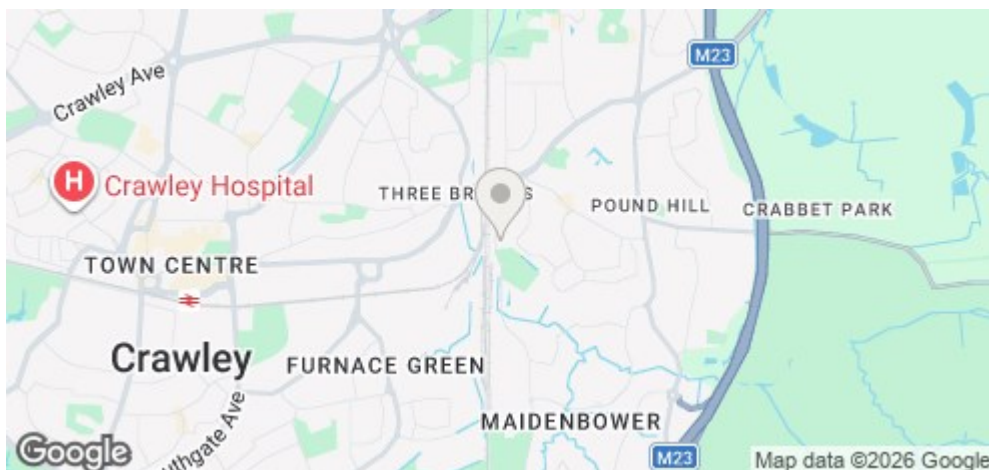 M23
Crawley Ave
H
Crawley Hospital
THREE BR
S
POUND HILL
CRABBET PARK
TOWN CENTRE
Crawley
FURNACE GREEN
MAIDENBOWER
uthgate Ave
M23
Google
Map data ©2026 Google